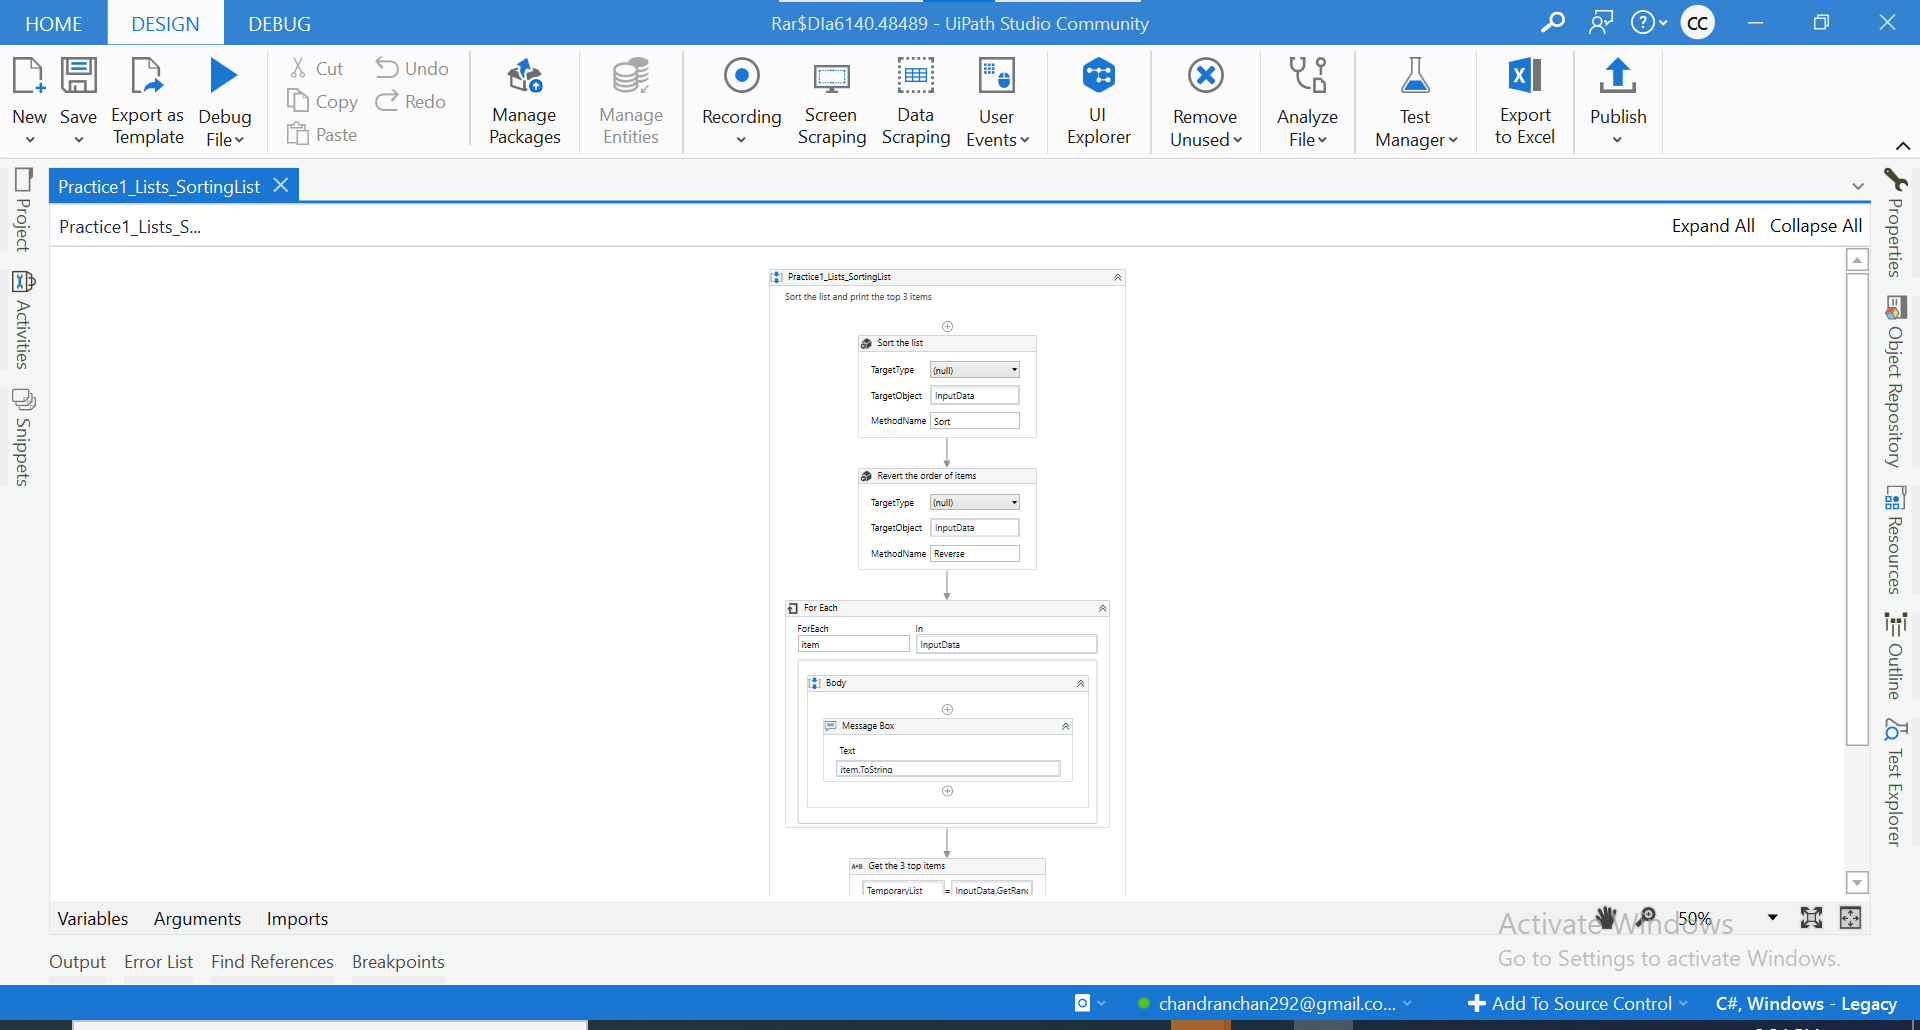 HOME DESIGN DEBUG
Rar$DIa6140.48489 - UiPath Studio Community
CC
New
Save
Export as Template
Debug File
Cut
Copy
Paste
Undo
Redo
Manage Packages
Manage Entities
Recording
Screen Scraping
Data Scraping
User Events
UI Explorer
Remove Unused
Analyze File
Test Manager
Export to Excel
Publish
Project
Activities
Snippets
Practice1_Lists_SortingList
Practice1_Lists_S...
Expand All Collapse All
Practice1_Lists_SortingList
Sort the list and print the top 3 items
Sort the list
TargetType (null)
TargetObject InputData
MethodName Sort
Revert the order of items
TargetType (null)
TargetObject InputData
MethodName Reverse
For Each
ForEach In
item InputData
Body
Message Box
Text
item.ToString
A+B Get the 3 top items
TemporaryList = InputData.GetRang
Properties
Object Repository
Resources
Outline
Test Explorer
Variables Arguments Imports
50%
Activate Windows
Go to Settings to activate Windows.
Output Error List Find References Breakpoints
chandranchan292@gmail.co...
Add To Source Control
C#, Windows - Legacy